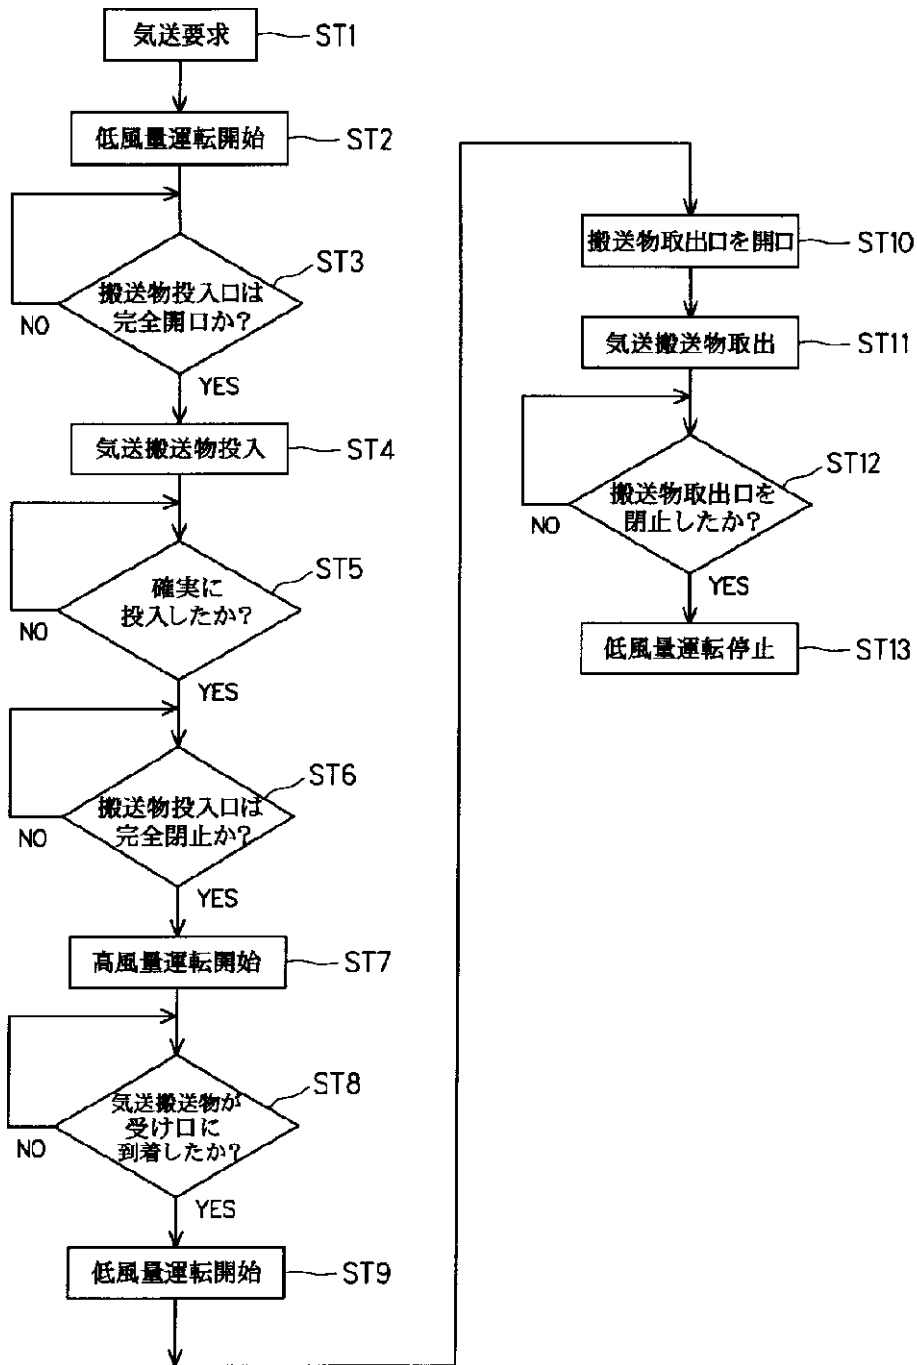 気送要求
ST1
低風量運転開始
ST2
搬送物投入口は
完全開口か?
ST3
NO
YES
気送搬送物投入
ST4
確実に
投入したか?
ST5
NO
YES
搬送物投入口は
完全閉止か?
ST6
NO
YES
高風量運転開始
ST7
気送搬送物が
受け口に
到着したか?
ST8
NO
YES
低風量運転開始
ST9
搬送物取出口を開口
ST10
気送搬送物取出
ST11
搬送物取出口を
閉止したか?
ST12
NO
YES
低風量運転停止
ST13